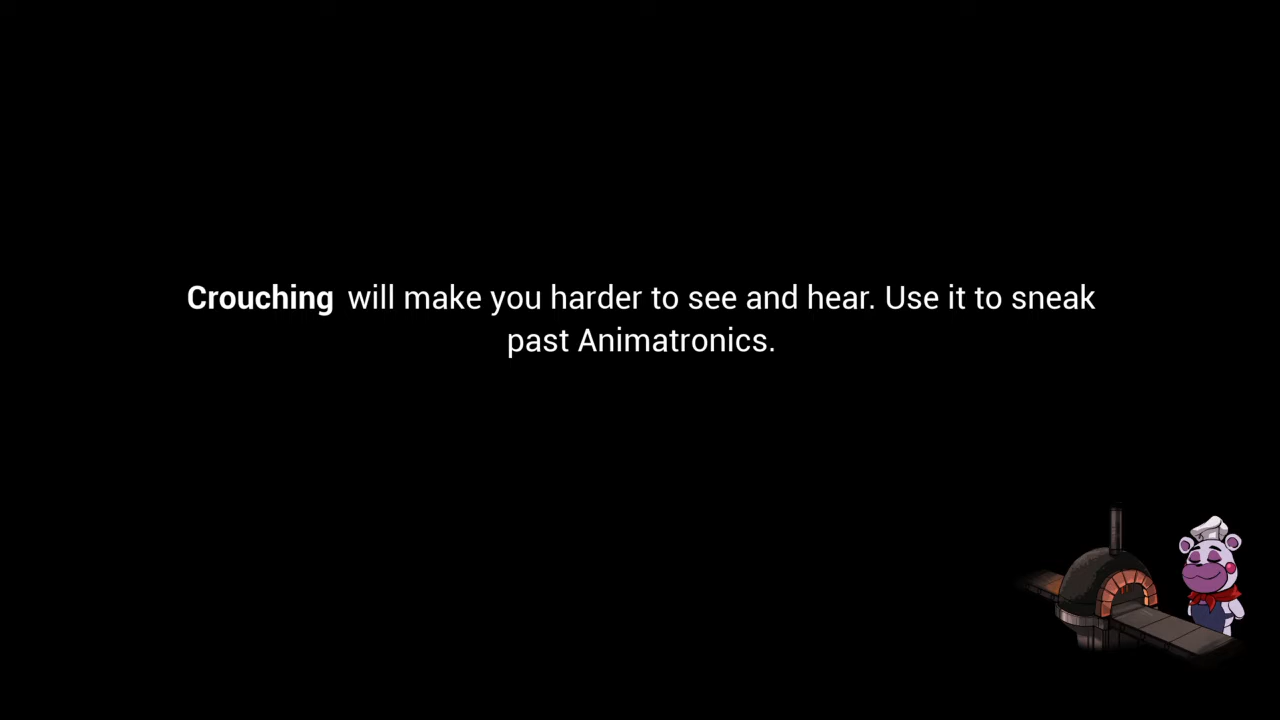 Crouching will make you harder to see and hear. Use it to sneak
past Animatronics.